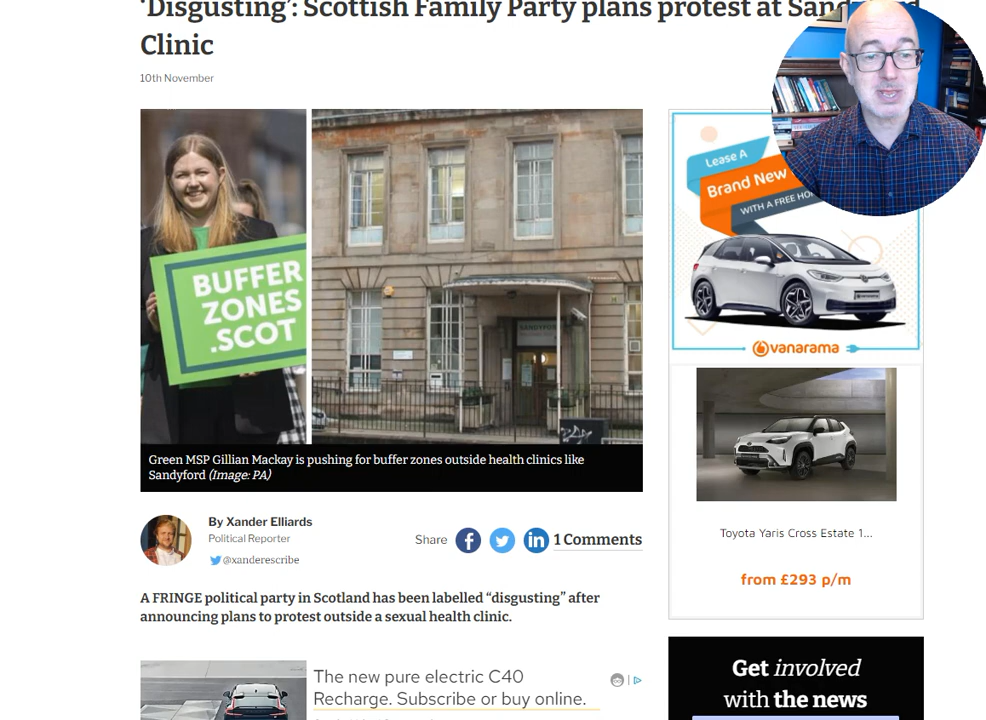 ‘Disgusting’: Scottish Family Party plans protest at
Clinic
10th November
BUFFER
ZONES
.SCOT
Lease A
Brand New
WITH A FREE
vanarama
Green MSP Gillian Mackay is pushing for buffer zones outside health clinics like
Sandyford (Image: PA)
By Xander Elliards
Political Reporter
@xanderescribe
Share
1 Comments
Toyota Yaris Cross Estate 1...
from £293 p/m
A FRINGE political party in Scotland has been labelled “disgusting” after
announcing plans to protest outside a sexual health clinic.
The new pure electric C40
Recharge. Subscribe or buy online.
Get involved
with the news